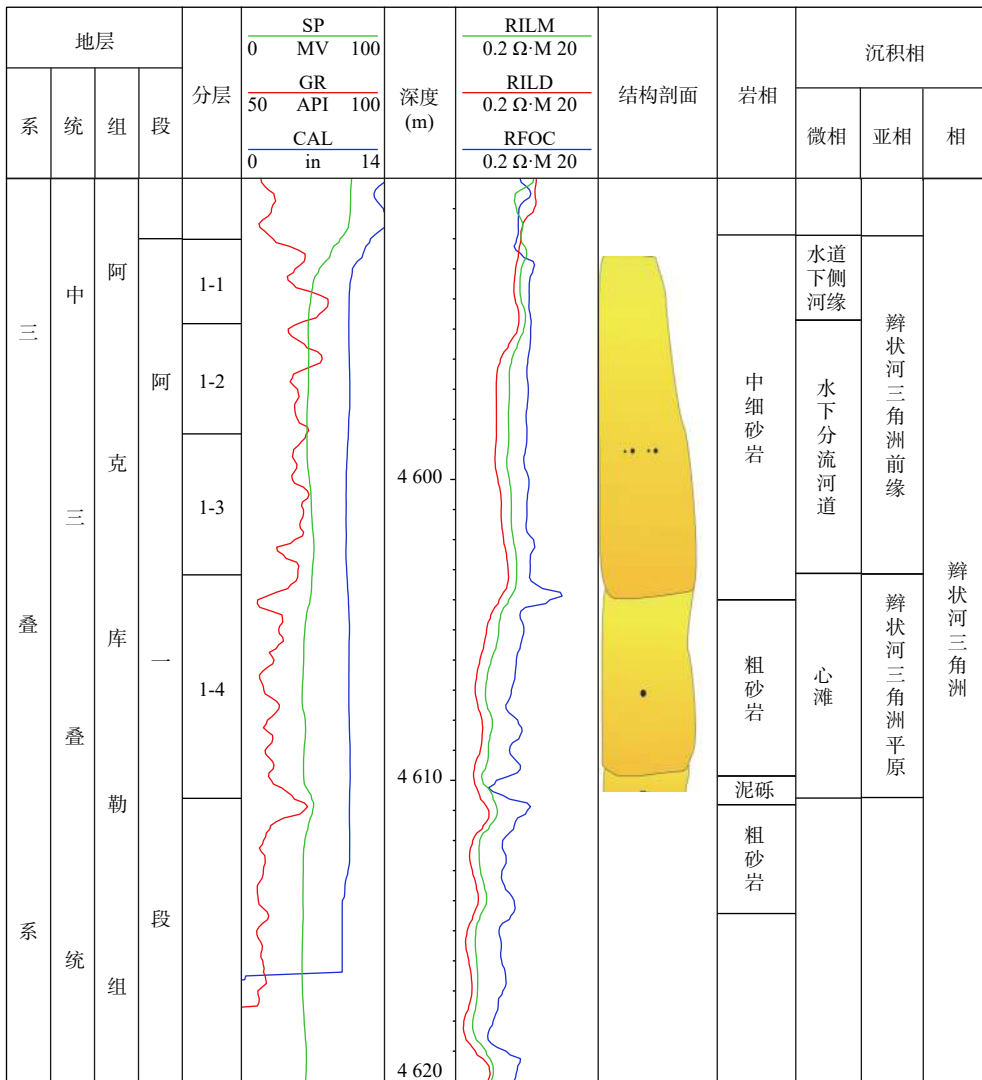 地层
系
统
组
段
分层
SP
0 MV 100
GR
50 API 100
CAL
0 in 14
深度
(m)
RILM
0.2 Ω·M 20
RILD
0.2 Ω·M 20
RFOC
0.2 Ω·M 20
结构剖面
岩相
沉积相
微相
亚相
相
三叠系
中三叠统
阿克库勒组
阿一段
1-1
1-2
1-3
1-4
4 600
4 610
4 620
中细砂岩
粗砂岩
泥砾
粗砂岩
水道
下侧
河缘
水下分流河道
心滩
辫状河三角洲前缘
辫状河三角洲平原
辫状河三角洲